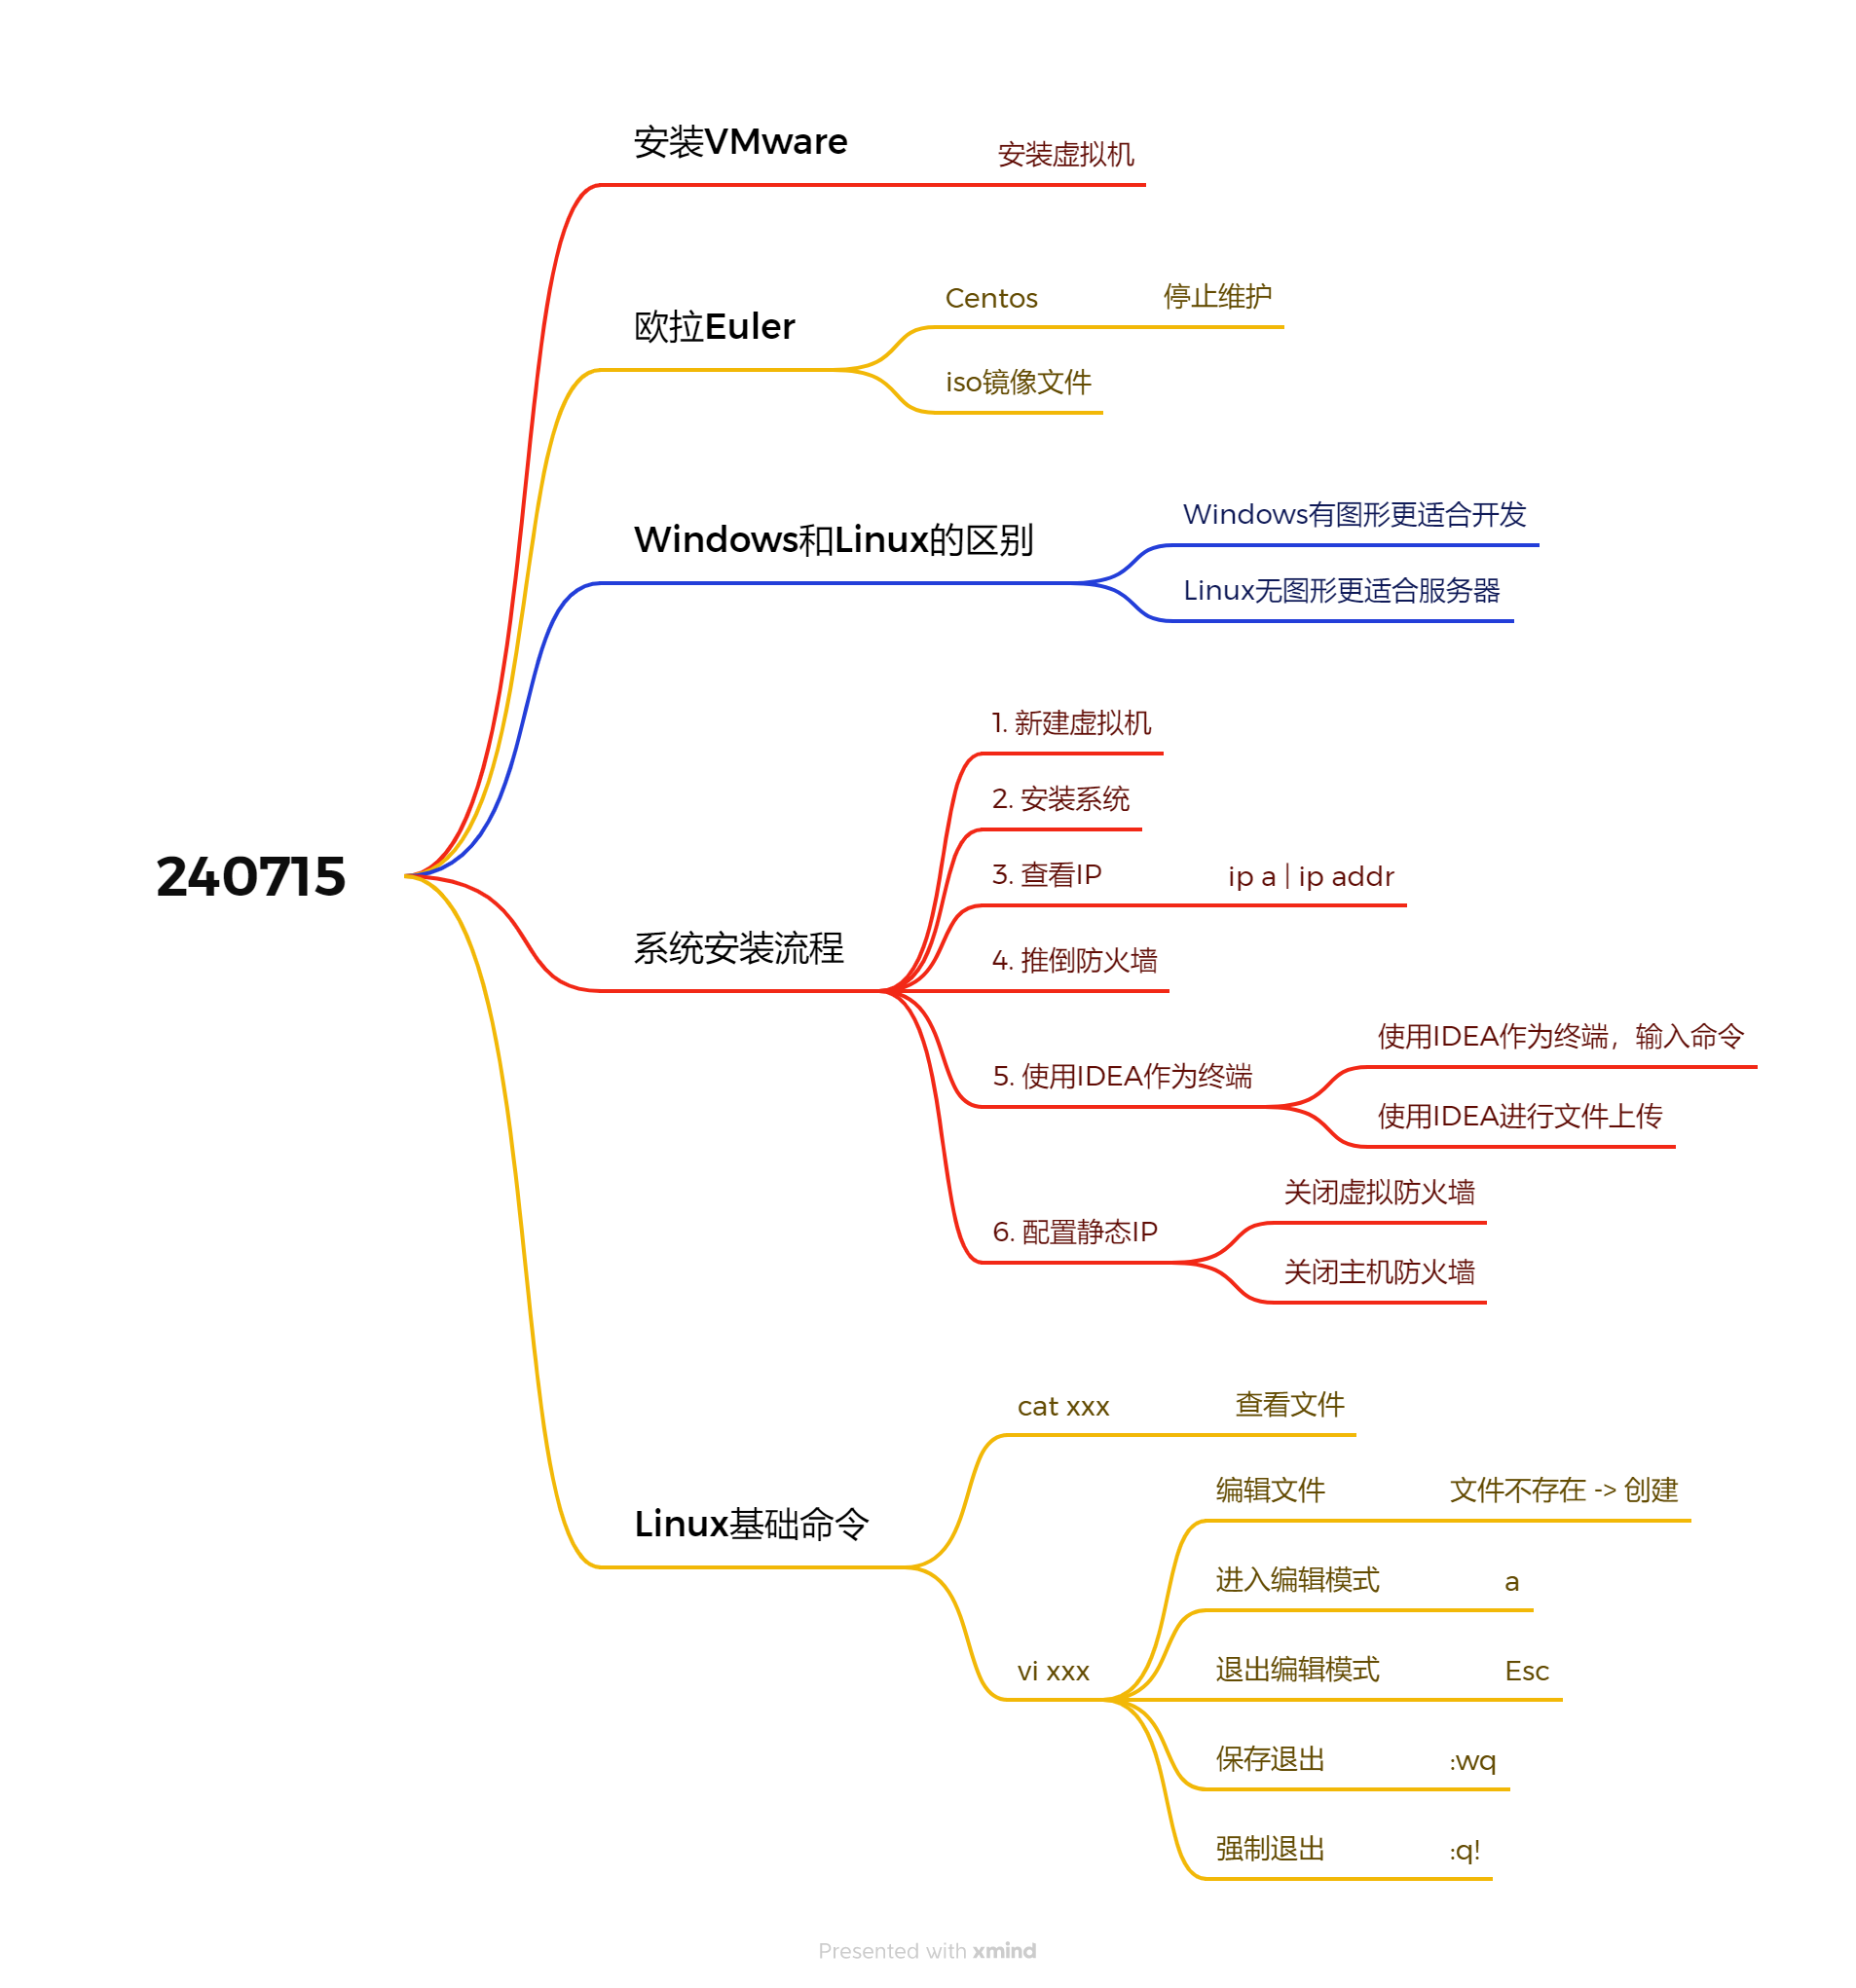 安装VMware
安装虚拟机
欧拉Euler
Centos
停止维护
iso镜像文件
Windows和Linux的区别
Windows有图形更适合开发
Linux无图形更适合服务器
240715
系统安装流程
1. 新建虚拟机
2. 安装系统
3. 查看IP
ip a | ip addr
4. 推倒防火墙
5. 使用IDEA作为终端
使用IDEA作为终端，输入命令
使用IDEA进行文件上传
6. 配置静态IP
关闭虚拟防火墙
关闭主机防火墙
Linux基础命令
cat xxx
查看文件
vi xxx
编辑文件
文件不存在 -> 创建
进入编辑模式
a
退出编辑模式
Esc
保存退出
:wq
强制退出
:q!
Presented with xmind